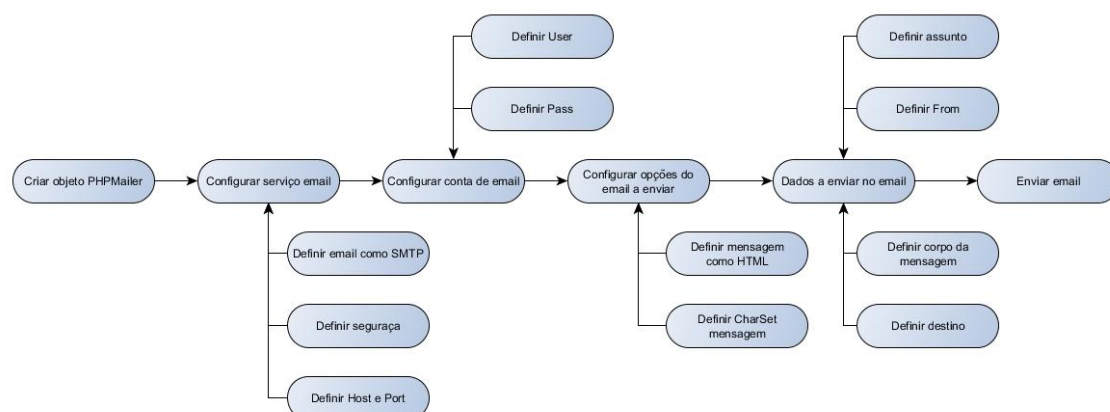 Definir User
Definir assunto
Definir Pass
Definir From
Criar objeto PHPMailer
Configurar serviço email
Configurar conta de email
Configurar opções do
email a enviar
Dados a enviar no email
Enviar email
Definir email como SMTP
Definir mensagem
como HTML
Definir corpo da
mensagem
Definir seguraça
Definir CharSet
mensagem
Definir destino
Definir Host e Port